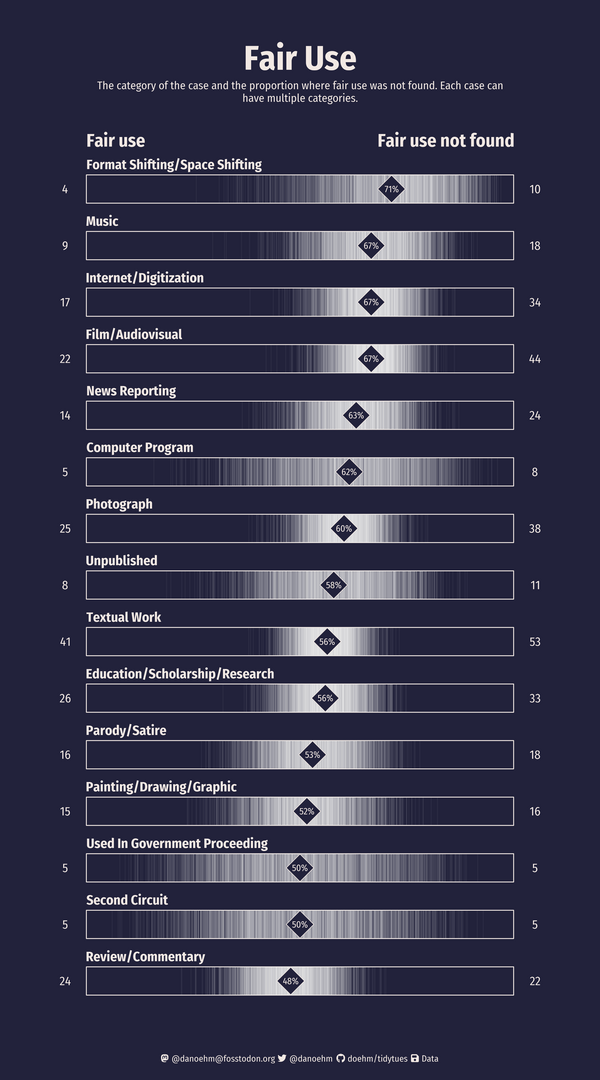 Fair Use
The category of the case and the proportion where fair use was not found. Each case can
have multiple categories.
Fair use Fair use not found
Format Shifting/Space Shifting
4 71% 10
Music
9 67% 18
Internet/Digitization
17 67% 34
Film/Audiovisual
22 67% 44
News Reporting
14 63% 24
Computer Program
5 62% 8
Photograph
25 60% 38
Unpublished
8 58% 11
Textual Work
41 56% 53
Education/Scholarship/Research
26 56% 33
Parody/Satire
16 53% 18
Painting/Drawing/Graphic
15 52% 16
Used In Government Proceeding
5 50% 5
Second Circuit
5 50% 5
Review/Commentary
24 48% 22
@danoehm@fosstodon.org @danoehm doehm/tidytues Data